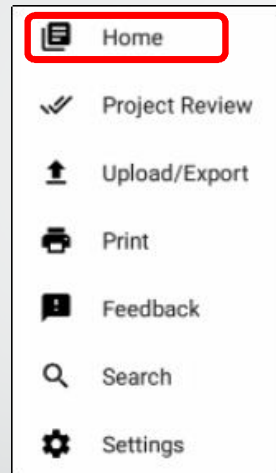 Home
Project Review
Upload/Export
Print
Feedback
Search
Settings